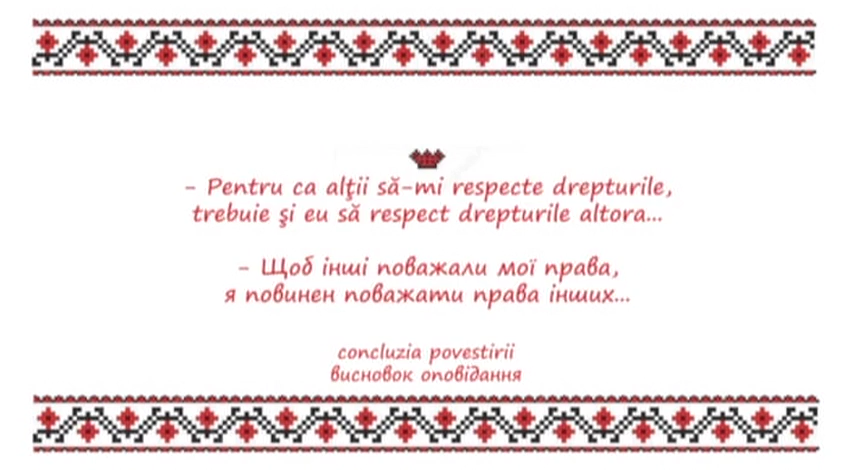 - Pentru ca alţii să-mi respecte drepturile,
trebuie şi eu să respect drepturile altora...
- Щоб інші поважали мої права,
я повинен поважати права інших...
concluzia povestirii
висновок оповідання